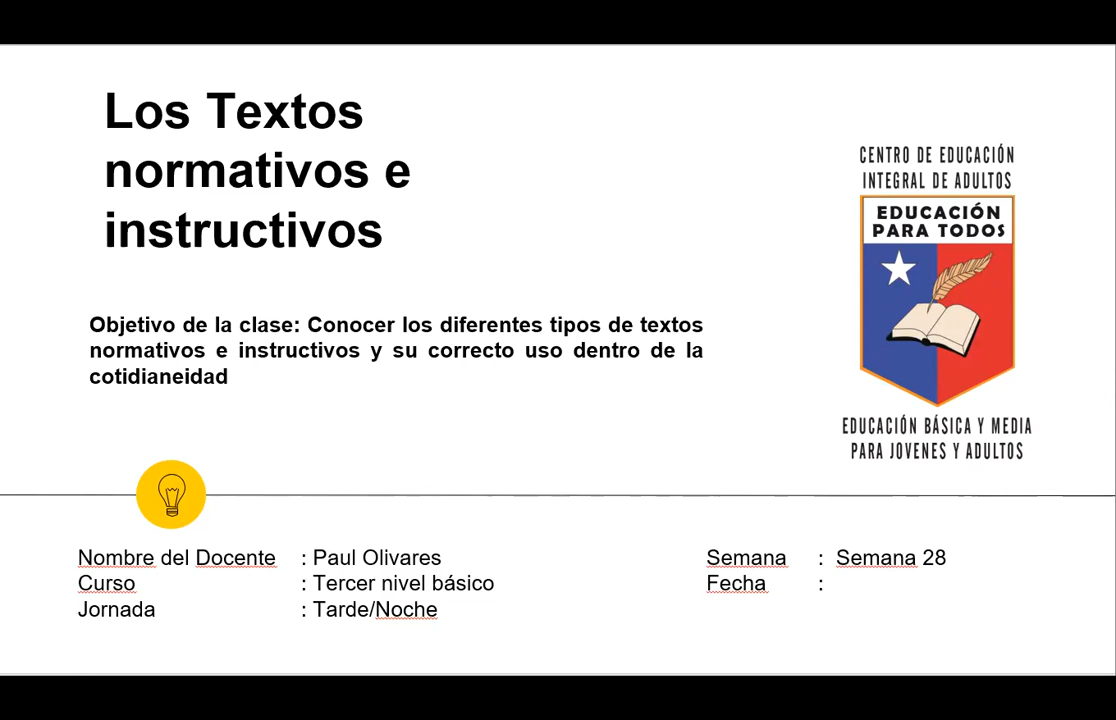 Los Textos
normativos e
instructivos
CENTRO DE EDUCACIÓN
INTEGRAL DE ADULTOS
EDUCACIÓN
PARA TODOS
Objetivo de la clase: Conocer los diferentes tipos de textos
normativos e instructivos y su correcto uso dentro de la
cotidianeidad
EDUCACIÓN BÁSICA Y MEDIA
PARA JOVENES Y ADULTOS
Nombre del Docente : Paul Olivares
Curso : Tercer nivel básico
Jornada : Tarde/Noche
Semana : Semana 28
Fecha :